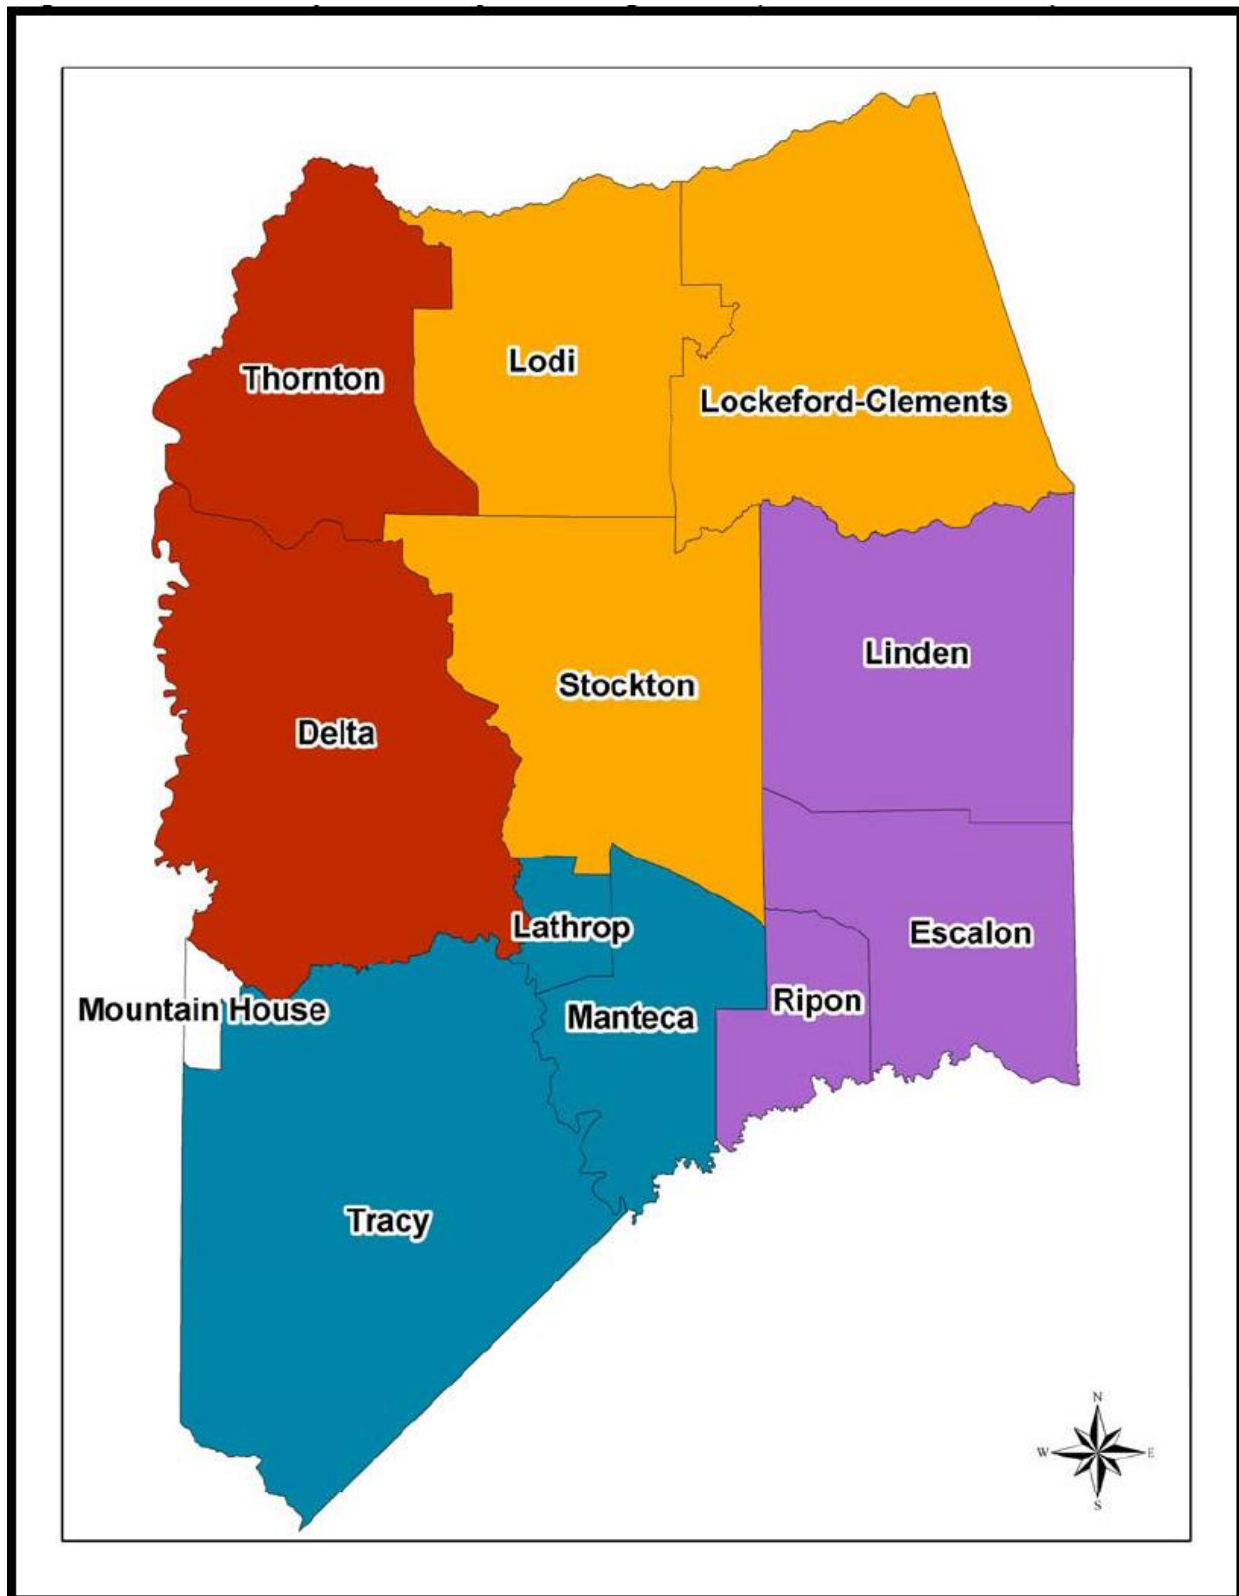 Lodi
Thornton
Lockeford-Clements
Linden
Stockton
Delta
Lathrop
Escalon
Mountain House
Ripon
Manteca
Tracy
N
W E
S